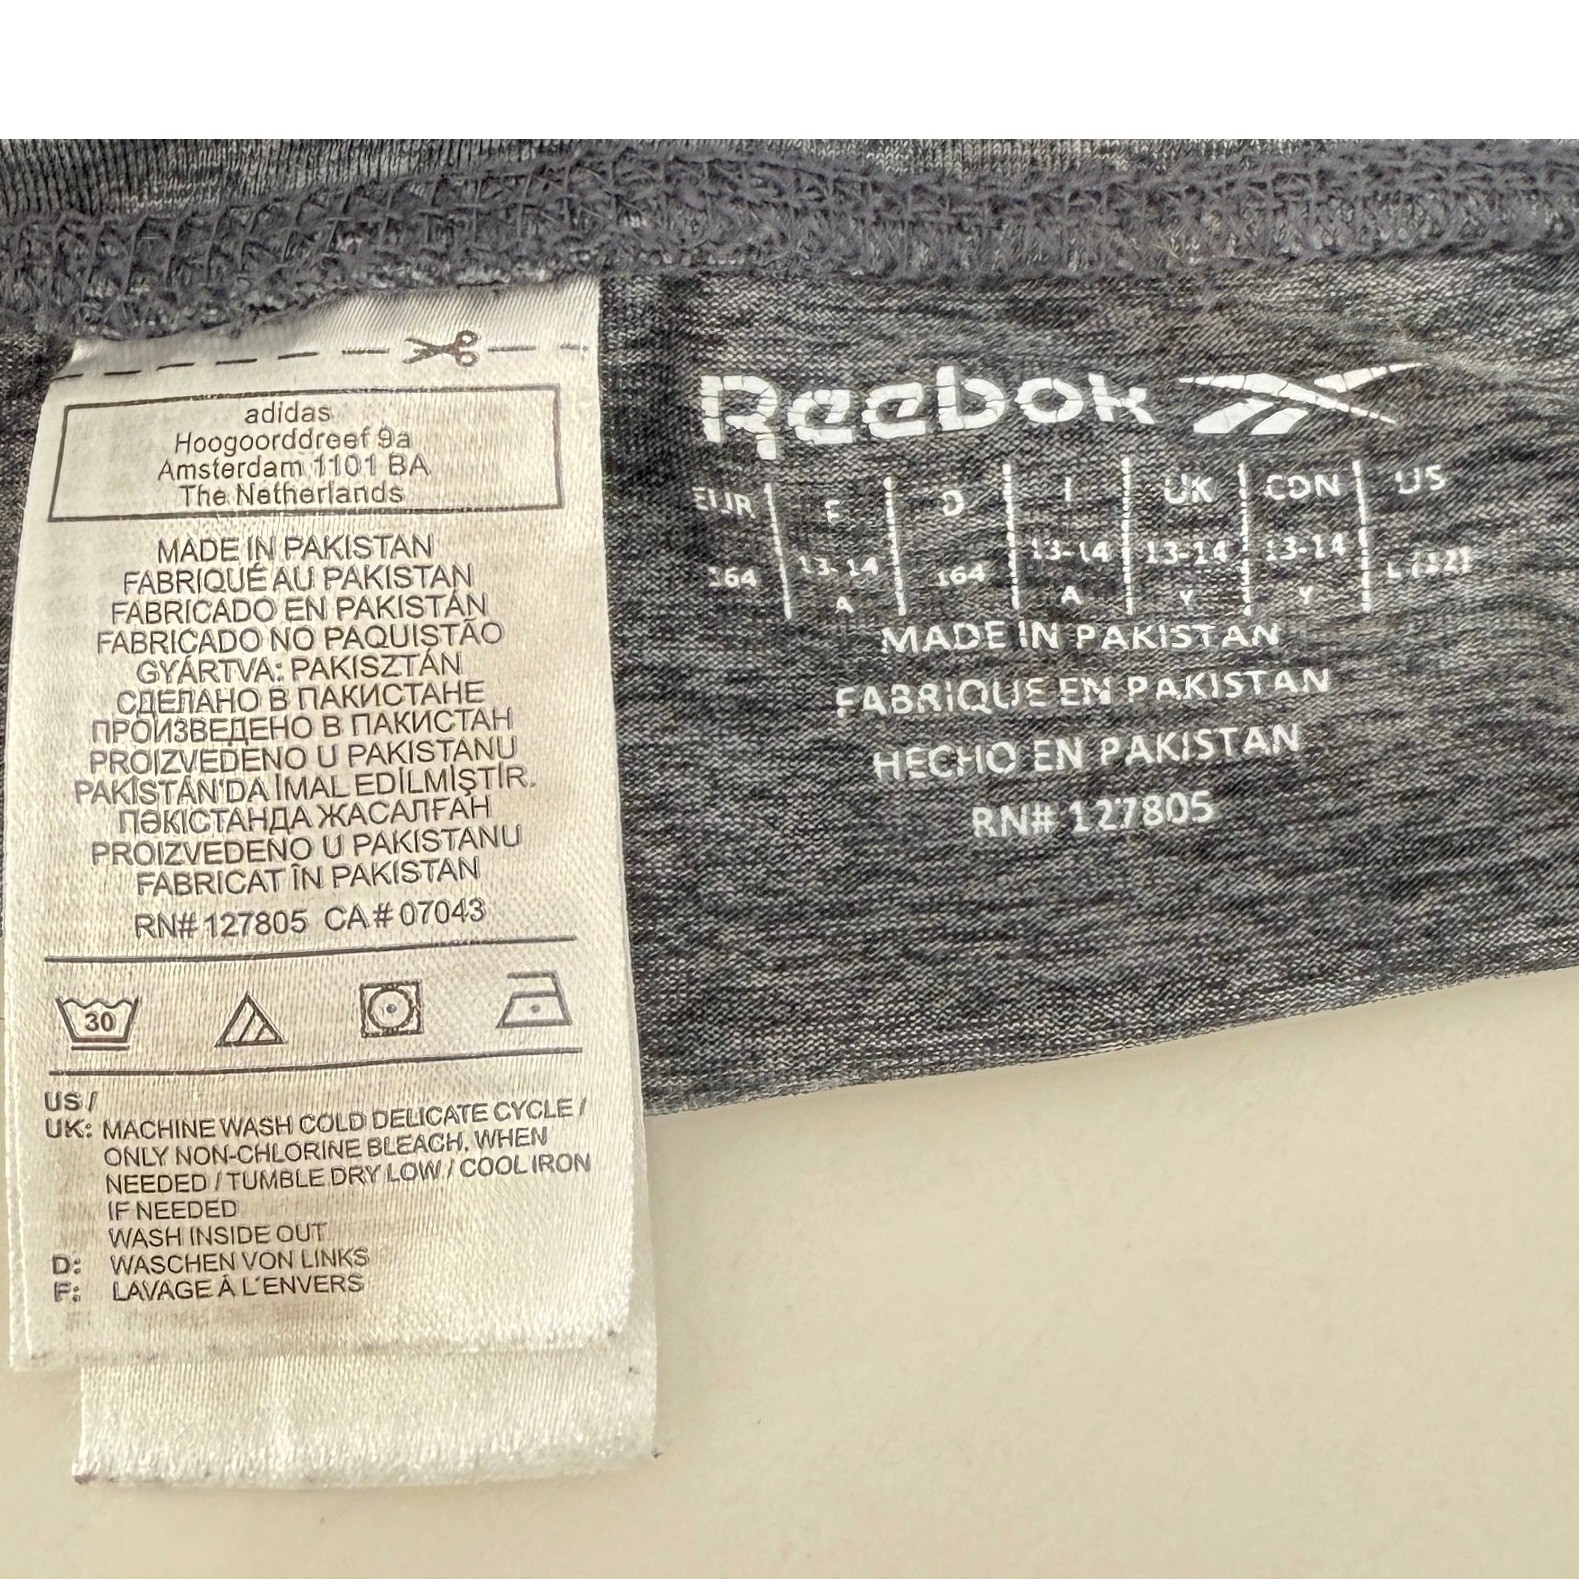 adidas
Hoogoorddreef 9a
Amsterdam 1101 BA
The Netherlands
MADE IN PAKISTAN
FABRIQUÉ AU PAKISTAN
FABRICADO EN PAKISTÁN
FABRICADO NO PAQUISTÃO
GYÁRTVA: PAKISZTÁN
СДЕЛАНО В ПАКИСТАНЕ
ПРОИЗВЕДЕНО В ПАКИСТАН
PROIZVEDENO U PAKISTANU
PAKİSTAN'DA İMAL EDİLMİŞTİR.
ПӘКІСТАНДА ЖАСАЛҒАН
PROIZVEDENO U PAKISTANU
FABRICAT ÎN PAKISTAN
RN# 127805 CA # 07043
30
US /
UK: MACHINE WASH COLD DELICATE CYCLE /
ONLY NON-CHLORINE BLEACH, WHEN
NEEDED / TUMBLE DRY LOW / COOL IRON
IF NEEDED
WASH INSIDE OUT
D: WASCHEN VON LINKS
F: LAVAGE À L'ENVERS
Reebok
EUR D I UK CDN US
164 13-14 164 13-14 13-14 13-14
A A Y Y
MADE IN PAKISTAN
FABRIQUE EN PAKISTAN
HECHO EN PAKISTAN
RN# 127805